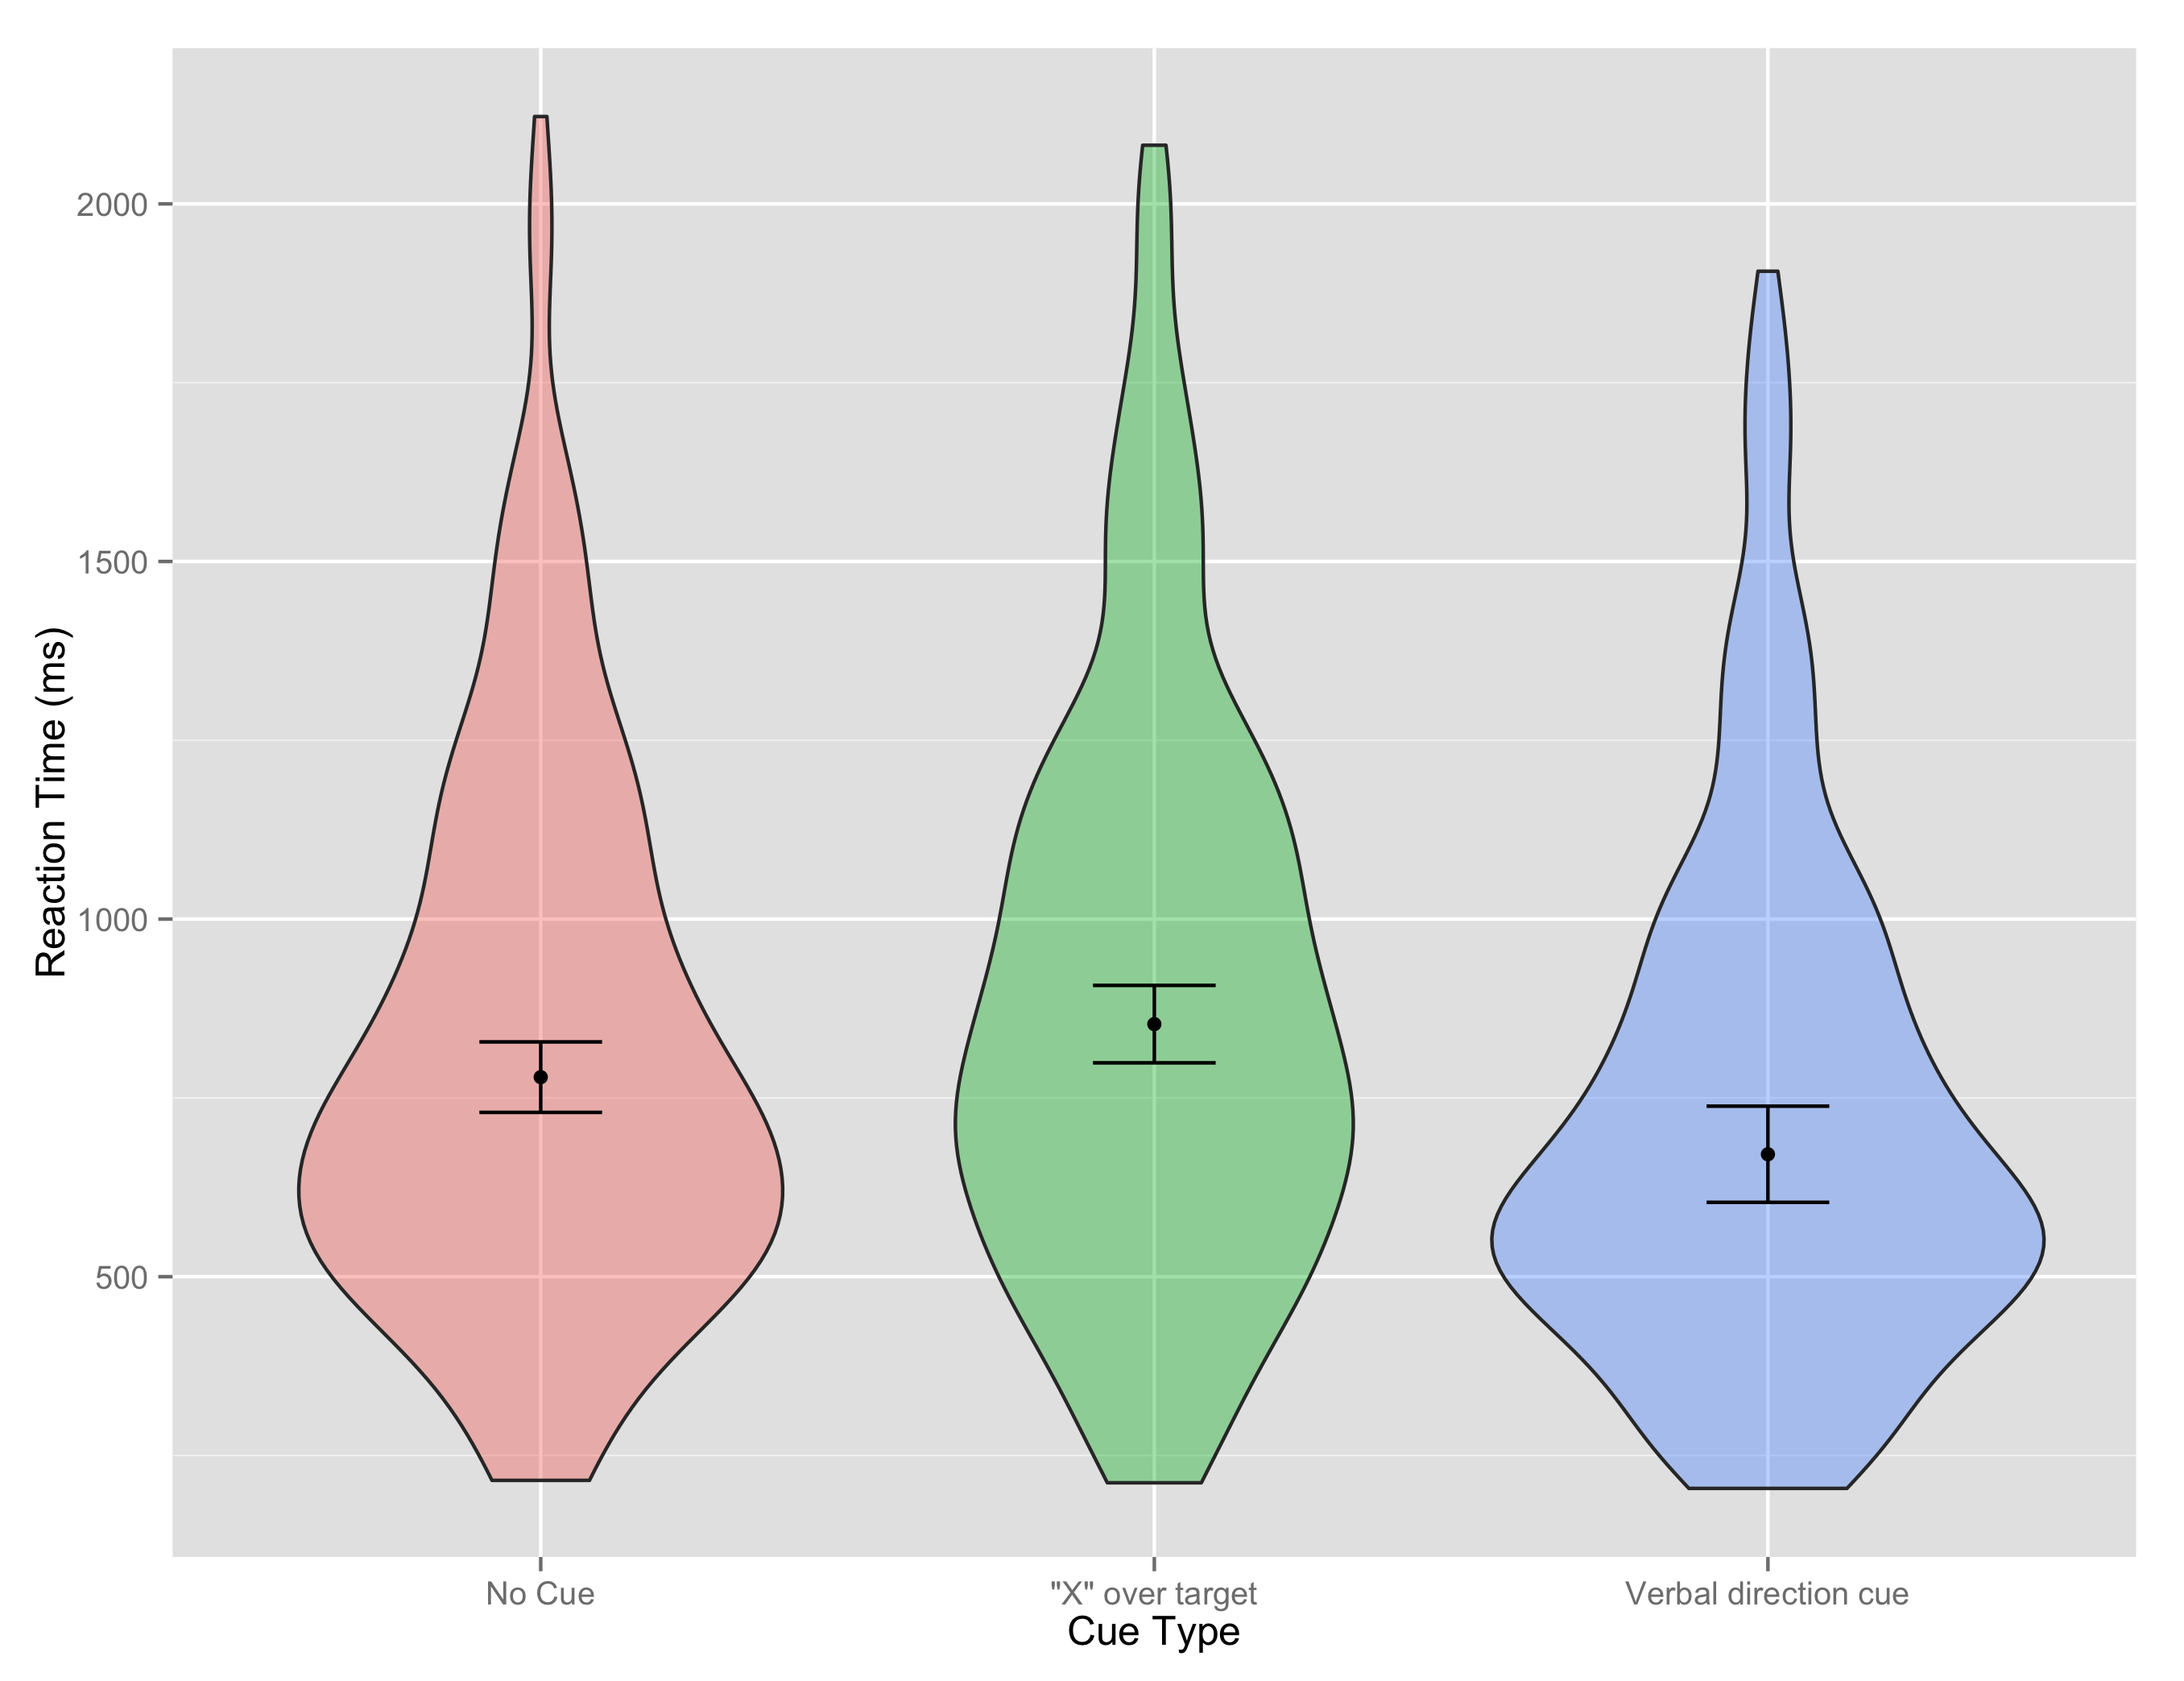 Reaction Time (ms)
2000
1500
1000
500
No Cue
"X" over target
Verbal direction cue
Cue Type